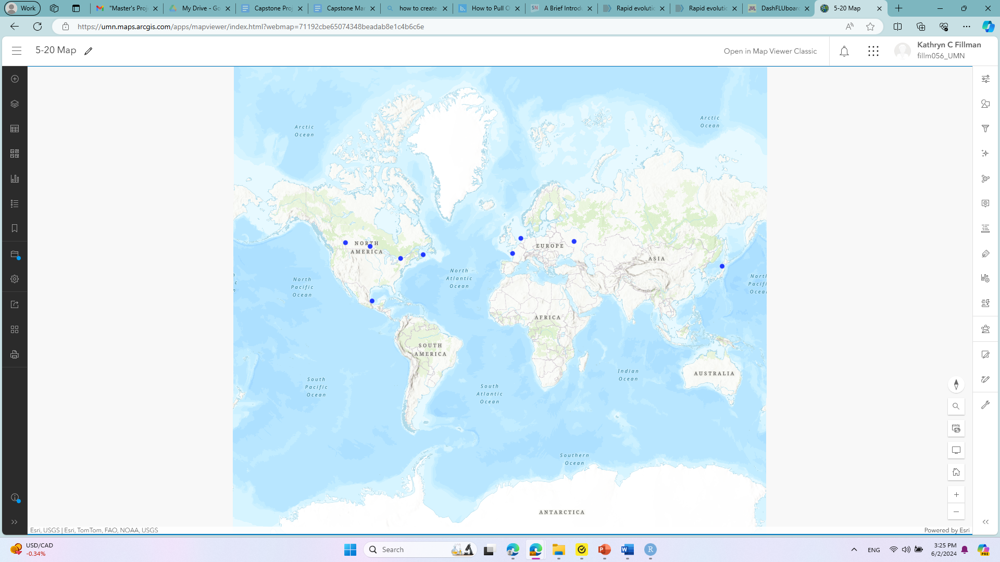 Work
"Master's Proj
My Drive - Go
Capstone Proj
Capstone Mar
how to create
How to Pull O
A Brief Introdu
Rapid evolutio
Rapid evolutio
DashFLUboard
5-20 Map
https://umn.maps.arcgis.com/apps/mapviewer/index.html?webmap=71192cbe65074348beadab8e1c4b6c6e
5-20 Map
Open in Map Viewer Classic
Kathryn C Fillman
fillm056_UMN
Arctic
Ocean
Arctic
Ocean
NORTH
AMERICA
EUROPE
ASIA
North
Atlantic
Ocean
North
Pacific
Ocean
North
Pacifi
Ocea
c
n
AFRICA
SOUTH
AMERICA
Indian
Ocean
AUSTRALIA
South
Pacific
Ocean
South
Atlantic
Ocean
Southern
Ocean
ANTARCTICA
Esri, USGS | Esri, TomTom, FAO, NOAA, USGS
Powered by Esri
USD/CAD
-0.34%
Search
ENG
3:25 PM
6/2/2024
PRE